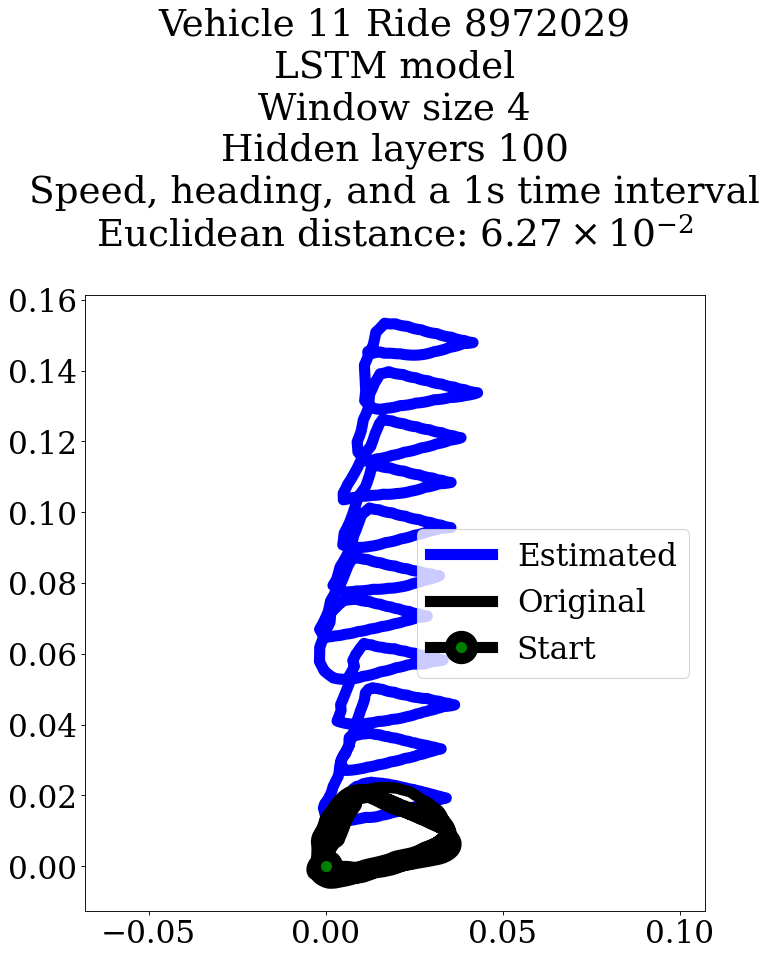 Vehicle 11 Ride 8972029
LSTM model
Window size 4
Hidden layers 100
Speed, heading, and a 1s time interval
Euclidean distance: 6.27 × 10⁻²
0.16
0.14
0.12
0.10
0.08
0.06
0.04
0.02
0.00
Estimated
Original
Start
−0.05
0.00
0.05
0.10